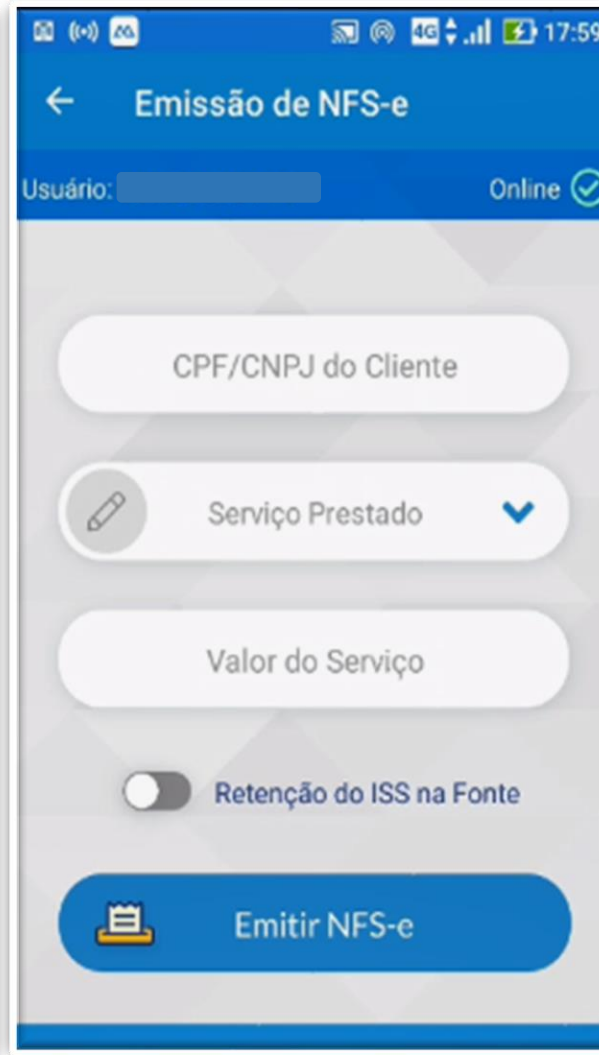 4G 17:59
Emissão de NFS-e
Usuário: Online
CPF/CNPJ do Cliente
Serviço Prestado
Valor do Serviço
Retenção do ISS na Fonte
Emitir NFS-e